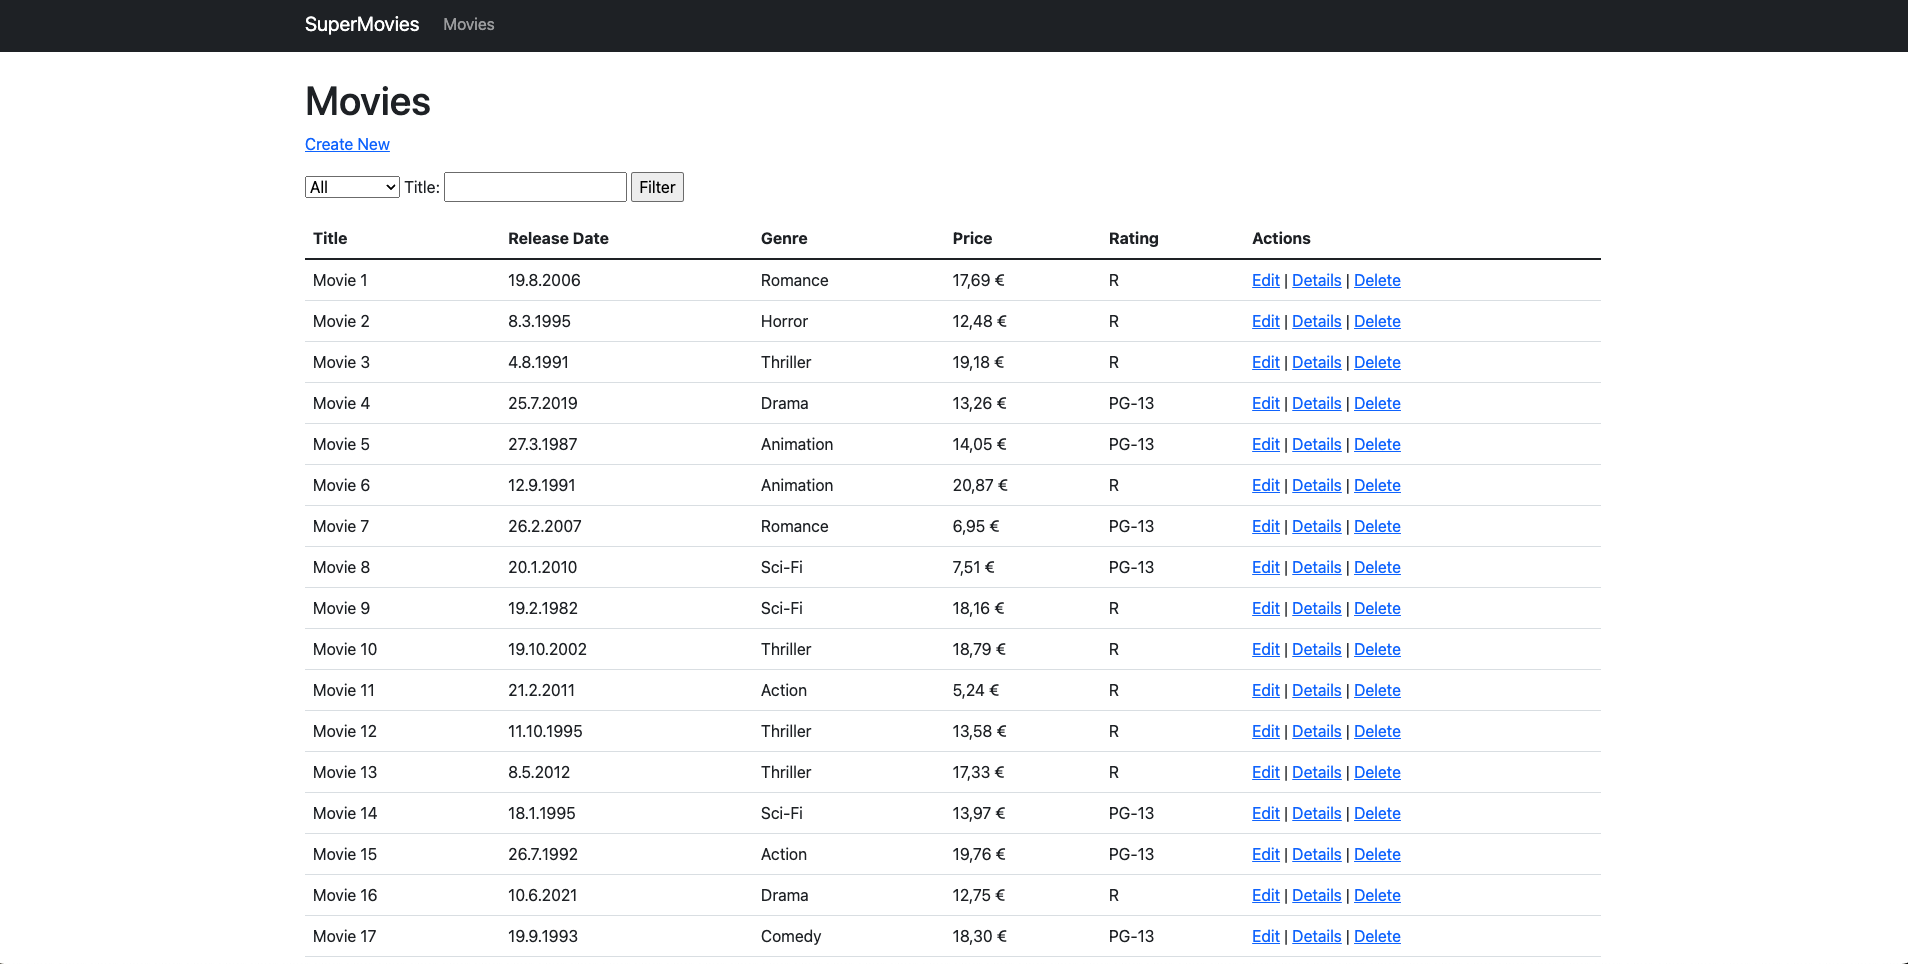 SuperMovies Movies
Movies
Create New
All Title: Filter
Title Release Date Genre Price Rating Actions
Movie 1 19.8.2006 Romance 17,69 € R Edit | Details | Delete
Movie 2 8.3.1995 Horror 12,48 € R Edit | Details | Delete
Movie 3 4.8.1991 Thriller 19,18 € R Edit | Details | Delete
Movie 4 25.7.2019 Drama 13,26 € PG-13 Edit | Details | Delete
Movie 5 27.3.1987 Animation 14,05 € PG-13 Edit | Details | Delete
Movie 6 12.9.1991 Animation 20,87 € R Edit | Details | Delete
Movie 7 26.2.2007 Romance 6,95 € PG-13 Edit | Details | Delete
Movie 8 20.1.2010 Sci-Fi 7,51 € PG-13 Edit | Details | Delete
Movie 9 19.2.1982 Sci-Fi 18,16 € R Edit | Details | Delete
Movie 10 19.10.2002 Thriller 18,79 € R Edit | Details | Delete
Movie 11 21.2.2011 Action 5,24 € R Edit | Details | Delete
Movie 12 11.10.1995 Thriller 13,58 € R Edit | Details | Delete
Movie 13 8.5.2012 Thriller 17,33 € R Edit | Details | Delete
Movie 14 18.1.1995 Sci-Fi 13,97 € PG-13 Edit | Details | Delete
Movie 15 26.7.1992 Action 19,76 € PG-13 Edit | Details | Delete
Movie 16 10.6.2021 Drama 12,75 € R Edit | Details | Delete
Movie 17 19.9.1993 Comedy 18,30 € PG-13 Edit | Details | Delete